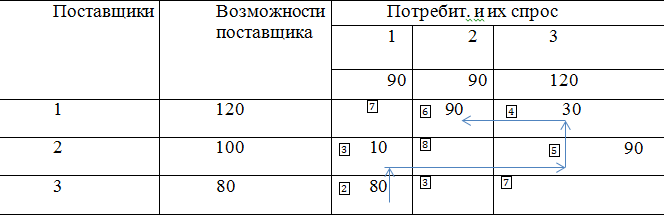 Поставщики Возможности поставщика Потребит. и их спрос
1 2 3
90 90 120
1 120 7 6 90 4 30
2 100 3 10 8 5 90
3 80 2 80 3 7